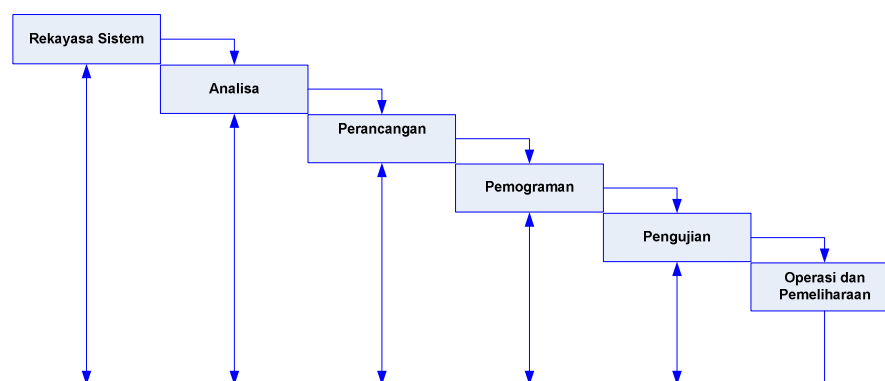 Rekayasa Sistem
Analisa
Perancangan
Pemograman
Pengujian
Operasi dan
Pemeliharaan